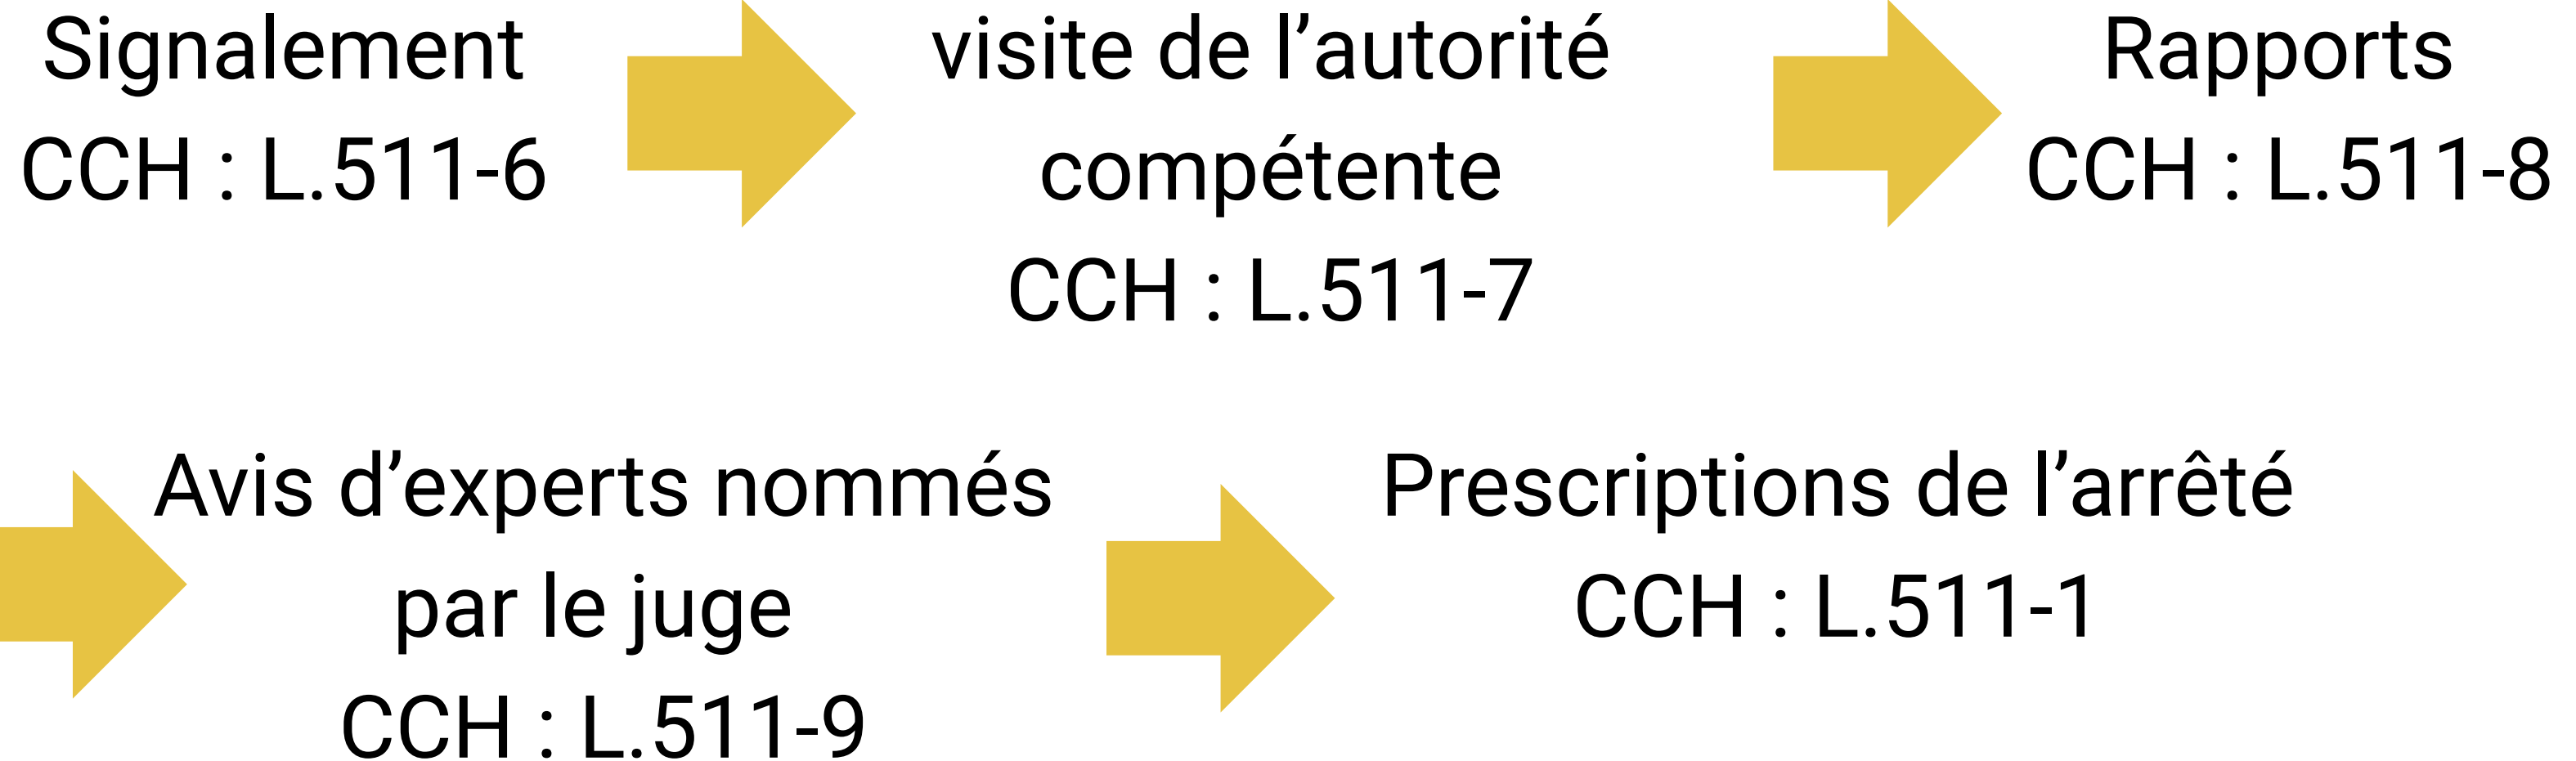 Signalement
CCH : L.511-6
visite de l’autorité
compétente
CCH : L.511-7
Rapports
CCH : L.511-8
Avis d’experts nommés
par le juge
CCH : L.511-9
Prescriptions de l’arrêté
CCH : L.511-1